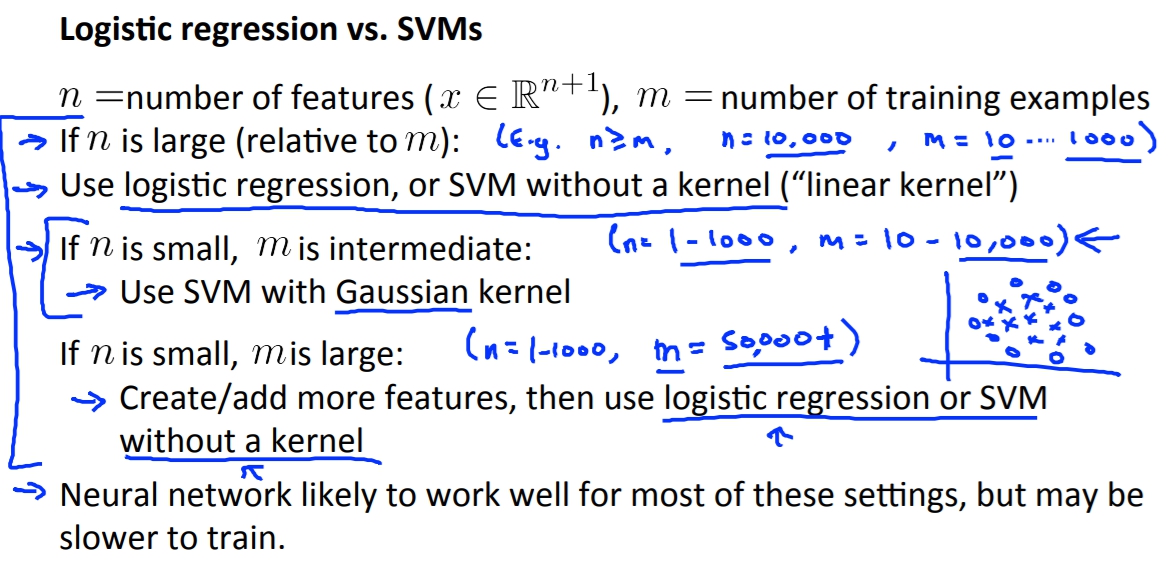 Logistic regression vs. SVMs
n = number of features (x ∈ ℝⁿ⁺¹), m = number of training examples
→ If n is large (relative to m): (E.g. n ≥ m, n = 10,000, m = 10 .... 1000)
→ Use logistic regression, or SVM without a kernel (“linear kernel”)
→ If n is small, m is intermediate: (n = 1 - 1000, m = 10 - 10,000) ←
→ Use SVM with Gaussian kernel
If n is small, m is large: (n = 1 - 1000, m = 50,000+)
→ Create/add more features, then use logistic regression or SVM
without a kernel
→ Neural network likely to work well for most of these settings, but may be
slower to train.